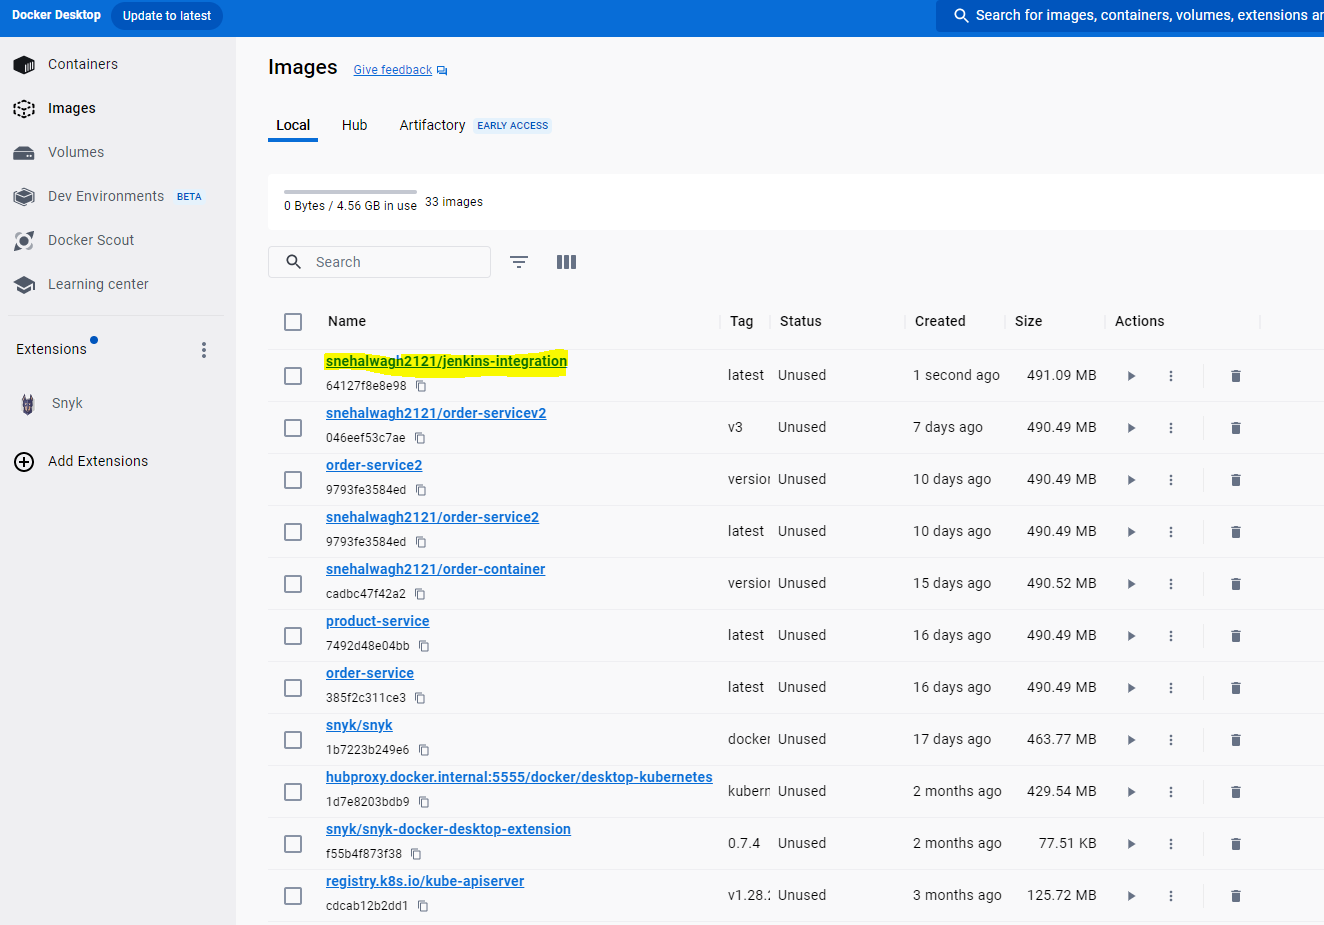 Docker Desktop Update to latest Search for images, containers, volumes, extensions
Containers
Images
Volumes
Dev Environments BETA
Docker Scout
Learning center
Extensions
Snyk
Add Extensions
Images Give feedback
Local Hub Artifactory EARLY ACCESS
0 Bytes / 4.56 GB in use 33 images
Search
Name Tag Status Created Size Actions
snehalwagh2121/jenkins-integration
64127f8e8e98 latest Unused 1 second ago 491.09 MB
snehalwagh2121/order-servicev2
046eef53c7ae v3 Unused 7 days ago 490.49 MB
order-service2
9793fe3584ed versior Unused 10 days ago 490.49 MB
snehalwagh2121/order-service2
9793fe3584ed latest Unused 10 days ago 490.49 MB
snehalwagh2121/order-container
cadbc47f42a2 versior Unused 15 days ago 490.52 MB
product-service
7492d48e04bb latest Unused 16 days ago 490.49 MB
order-service
385f2c311ce3 latest Unused 16 days ago 490.49 MB
snyk/snyk
1b7223b249e6 docker Unused 17 days ago 463.77 MB
hubproxy.docker.internal:5555/docker/desktop-kubernetes
1d7e8203bdb9 kubern Unused 2 months ago 429.54 MB
snyk/snyk-docker-desktop-extension
f55b4f873f38 0.7.4 Unused 2 months ago 77.51 KB
registry.k8s.io/kube-apiserver
cdcab12b2dd1 v1.28. Unused 3 months ago 125.72 MB